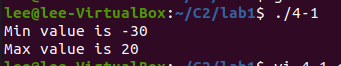 lee@lee-VirtualBox:~/C2/lab1$ ./4-1
Min value is -30
Max value is 20